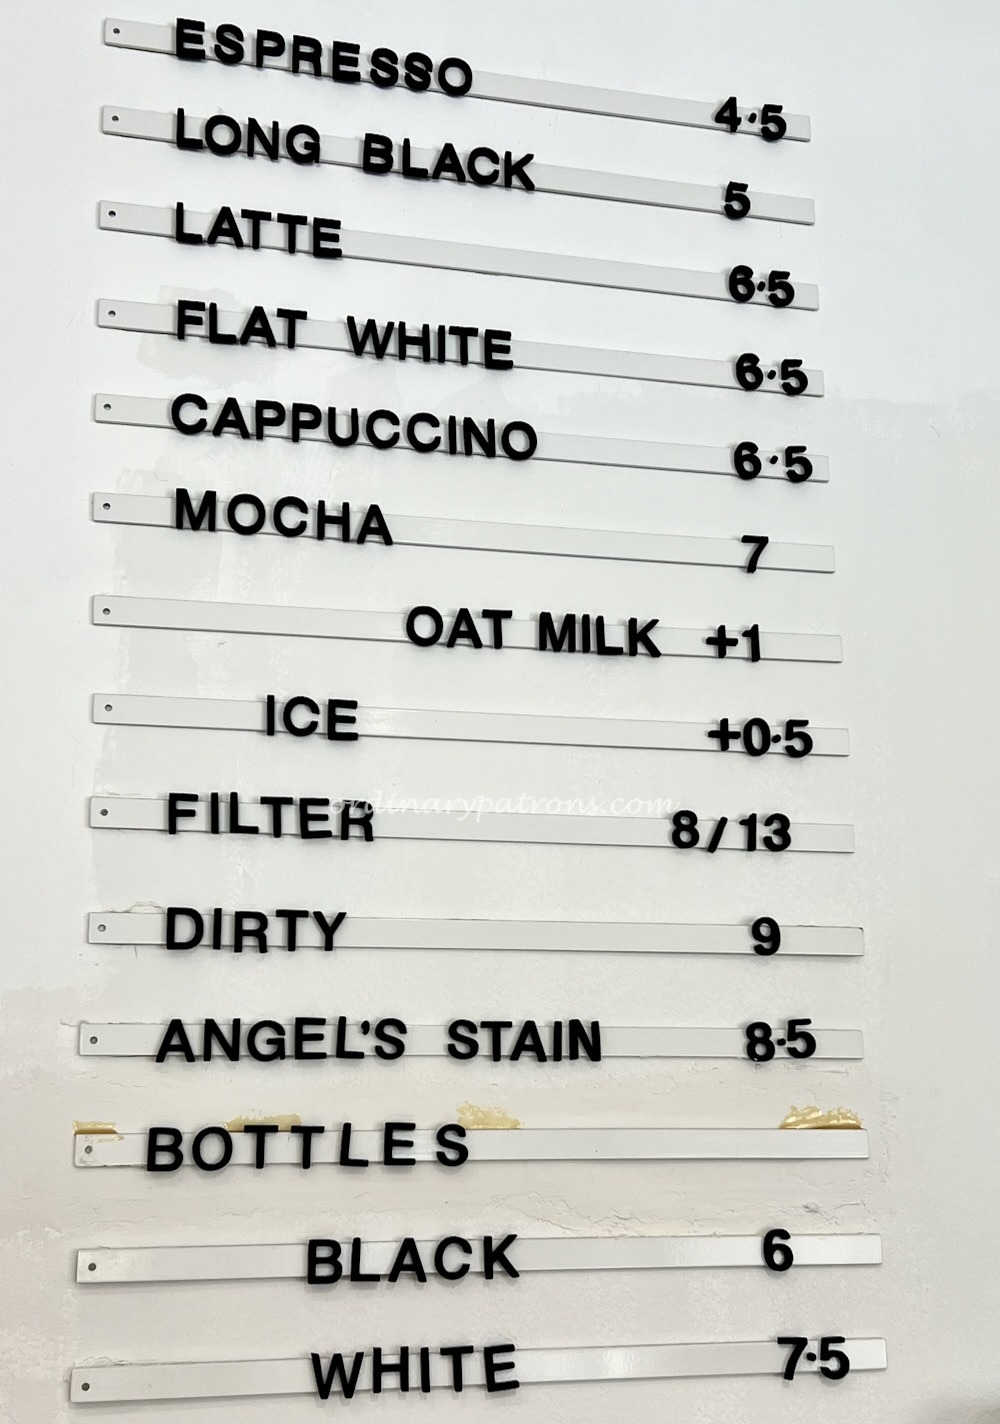 ESPRESSO 4.5
LONG BLACK 5
LATTE 6.5
FLAT WHITE 6.5
CAPPUCCINO 6.5
MOCHA 7
OAT MILK +1
ICE +0.5
ordinarypatrons.com
FILTER 8/13
DIRTY 9
ANGEL'S STAIN 8.5
BOTTLES
BLACK 6
WHITE 7.5